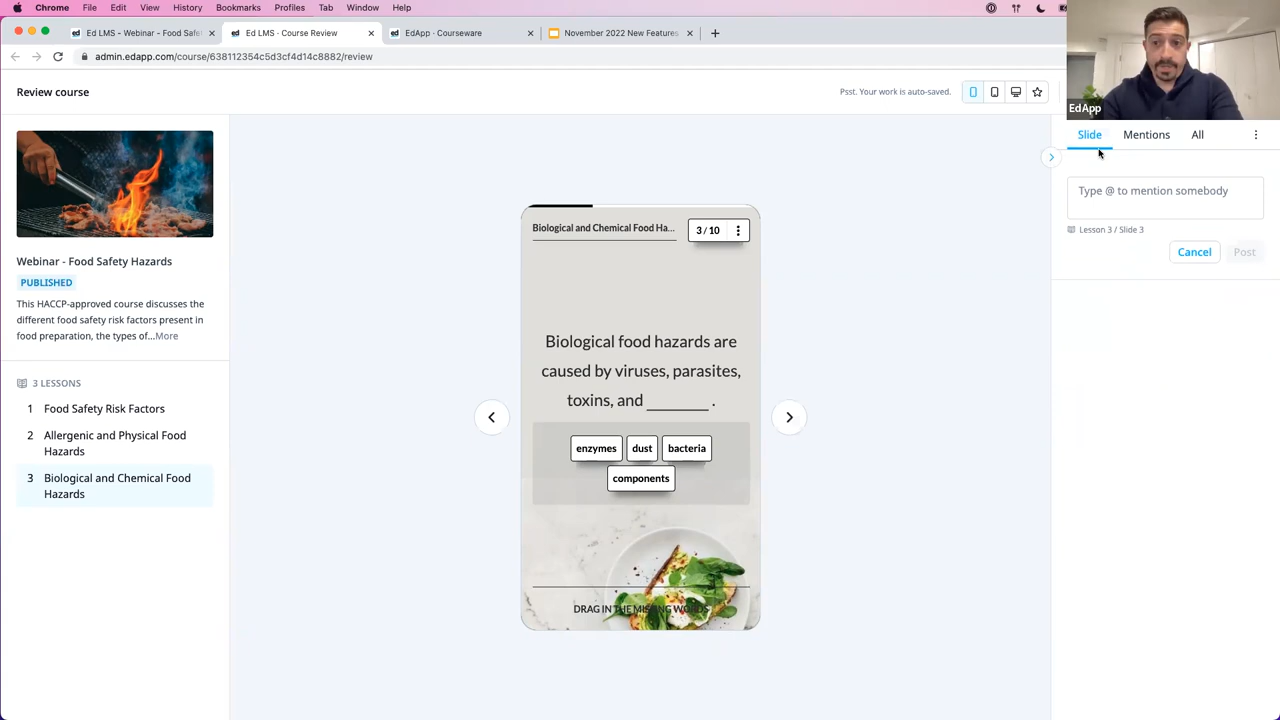 Chrome File Edit View History Bookmarks Profiles Tab Window Help
Ed LMS - Webinar - Food Safe
Ed LMS · Course Review
EdApp · Courseware
November 2022 New Features
admin.edapp.com/course/638112354c5d3cf4d14c8882/review
Review course
Psst. Your work is auto-saved.
EdApp
Slide Mentions All
Type @ to mention somebody
Lesson 3 / Slide 3
Cancel Post
Webinar - Food Safety Hazards
PUBLISHED
This HACCP-approved course discusses the
different food safety risk factors present in
food preparation, the types of...More
3 LESSONS
1 Food Safety Risk Factors
2 Allergenic and Physical Food
Hazards
3 Biological and Chemical Food
Hazards
Biological and Chemical Food Ha...
3 / 10
Biological food hazards are
caused by viruses, parasites,
toxins, and _______ .
enzymes dust bacteria
components
DRAG IN THE MISSING WORDS